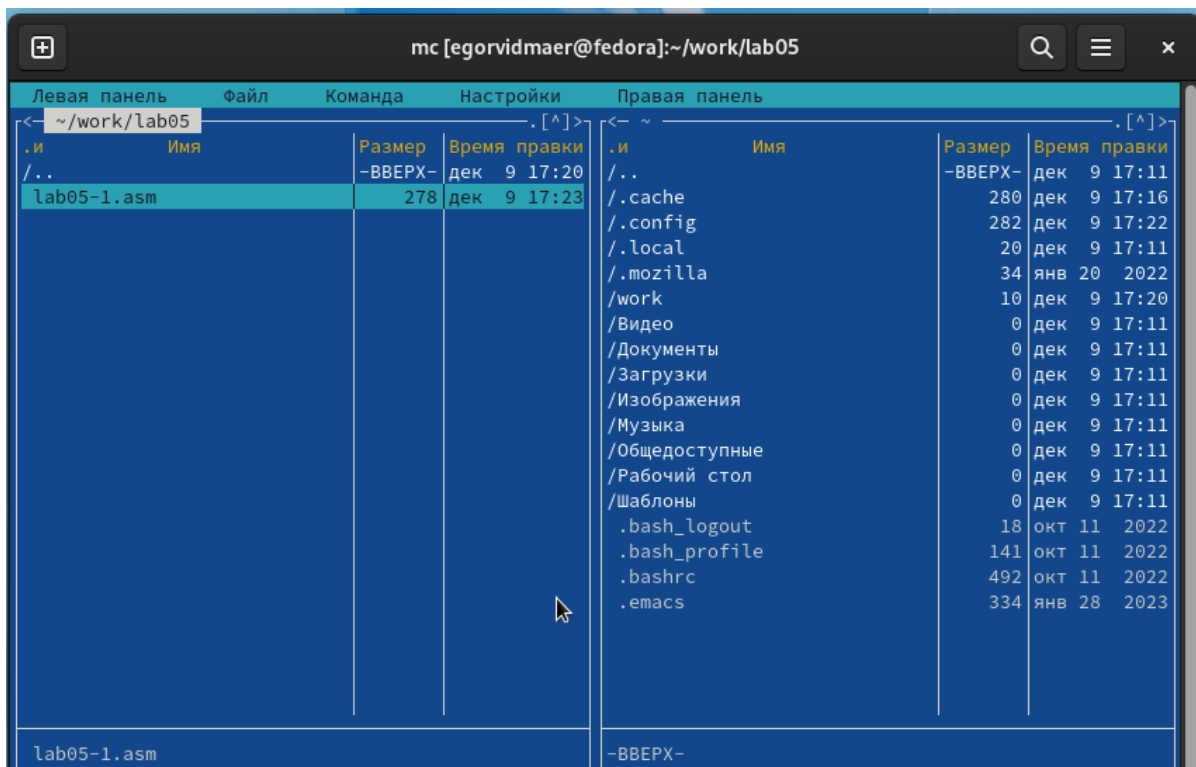 mc [egorvidmaer@fedora]:~/work/lab05
Левая панель Файл Команда Настройки Правая панель
<— ~/work/lab05 .[^]>
.и Имя Размер Время правки
/.. -ВВЕРХ- дек 9 17:20
lab05-1.asm 278 дек 9 17:23
lab05-1.asm
<— ~ .[^]>
.и Имя Размер Время правки
/.. -ВВЕРХ- дек 9 17:11
/.cache 280 дек 9 17:16
/.config 282 дек 9 17:22
/.local 20 дек 9 17:11
/.mozilla 34 янв 20 2022
/work 10 дек 9 17:20
/Видео 0 дек 9 17:11
/Документы 0 дек 9 17:11
/Загрузки 0 дек 9 17:11
/Изображения 0 дек 9 17:11
/Музыка 0 дек 9 17:11
/Общедоступные 0 дек 9 17:11
/Рабочий стол 0 дек 9 17:11
/Шаблоны 0 дек 9 17:11
.bash_logout 18 окт 11 2022
.bash_profile 141 окт 11 2022
.bashrc 492 окт 11 2022
.emacs 334 янв 28 2023
-ВВЕРХ-